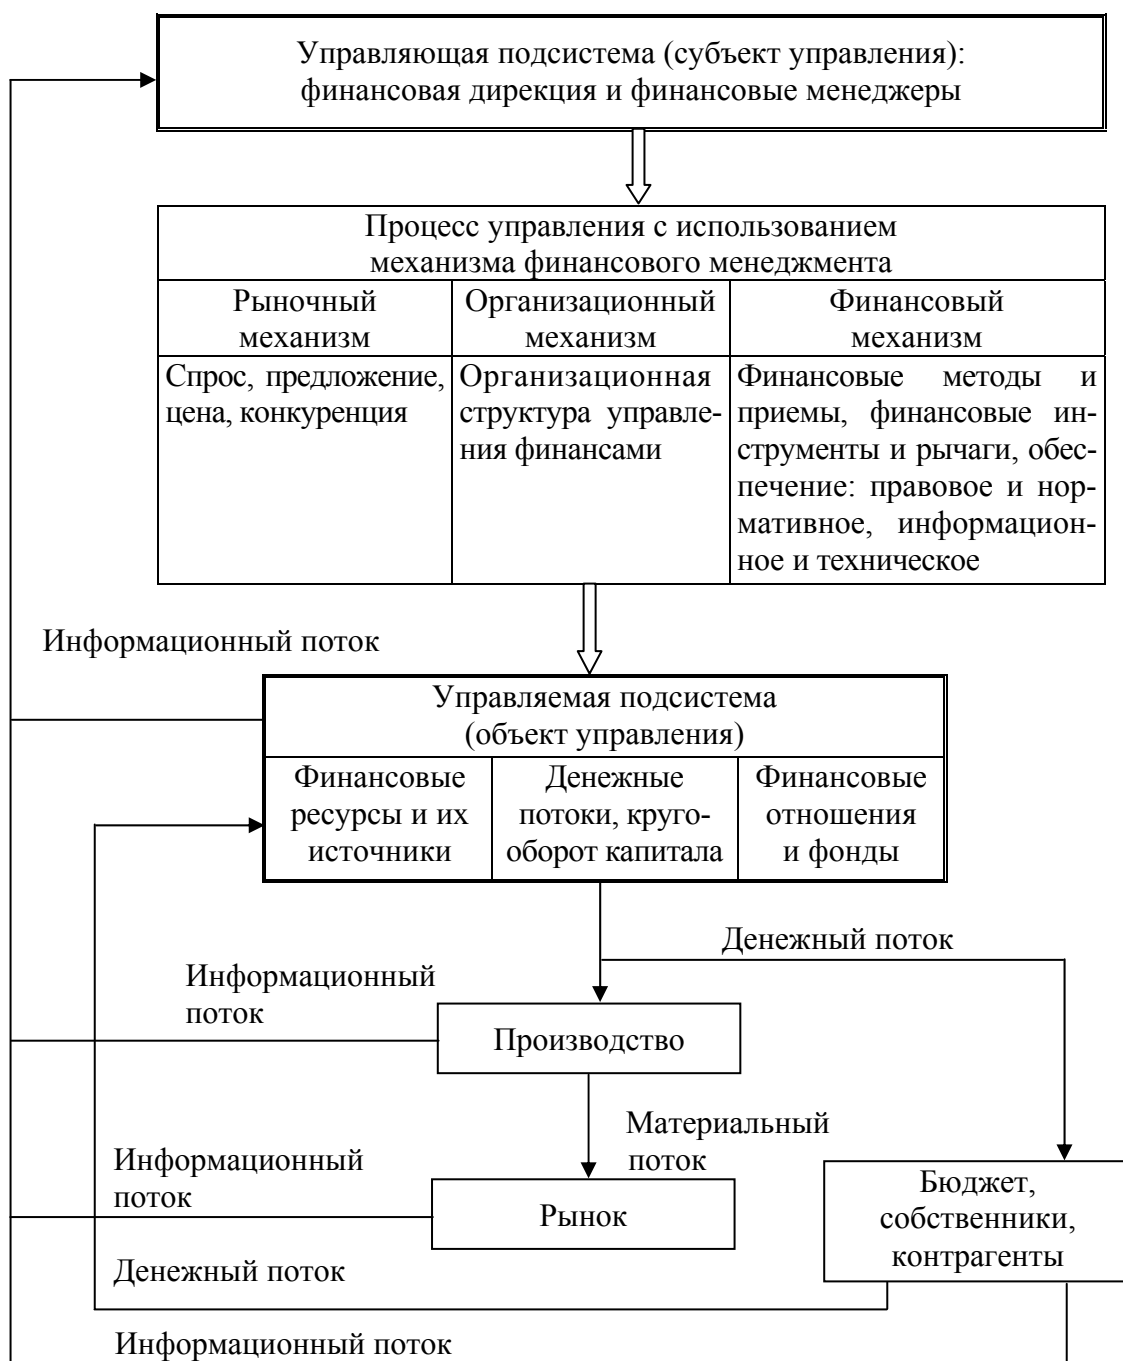 Управляющая подсистема (субъект управления):
финансовая дирекция и финансовые менеджеры
Процесс управления с использованием
механизма финансового менеджмента
Рыночный
механизм
Организационный
механизм
Финансовый
механизм
Спрос, предложение,
цена, конкуренция
Организационная
структура управле-
ния финансами
Финансовые методы и
приемы, финансовые ин-
струменты и рычаги, обес-
печение: правовое и нор-
мативное, информацион-
ное и техническое
Информационный поток
Управляемая подсистема
(объект управления)
Финансовые
ресурсы и их
источники
Денежные
потоки, круго-
оборот капитала
Финансовые
отношения
и фонды
Денежный поток
Информационный
поток
Производство
Материальный
поток
Информационный
поток
Рынок
Бюджет,
собственники,
контрагенты
Денежный поток
Информационный поток